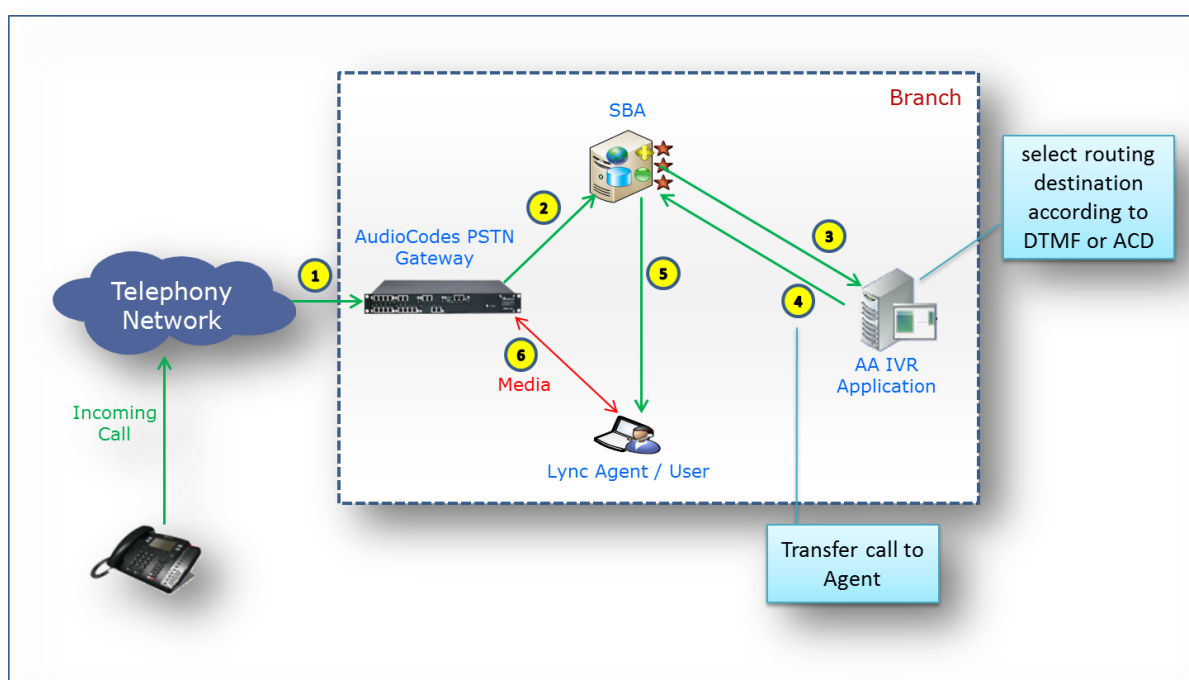 Branch
SBA
select routing
destination
according to
DTMF or ACD
2
3
AudioCodes PSTN
Gateway
1
5
4
Telephony
Network
6
Media
AA IVR
Application
Incoming
Call
Lync Agent / User
Transfer call to
Agent